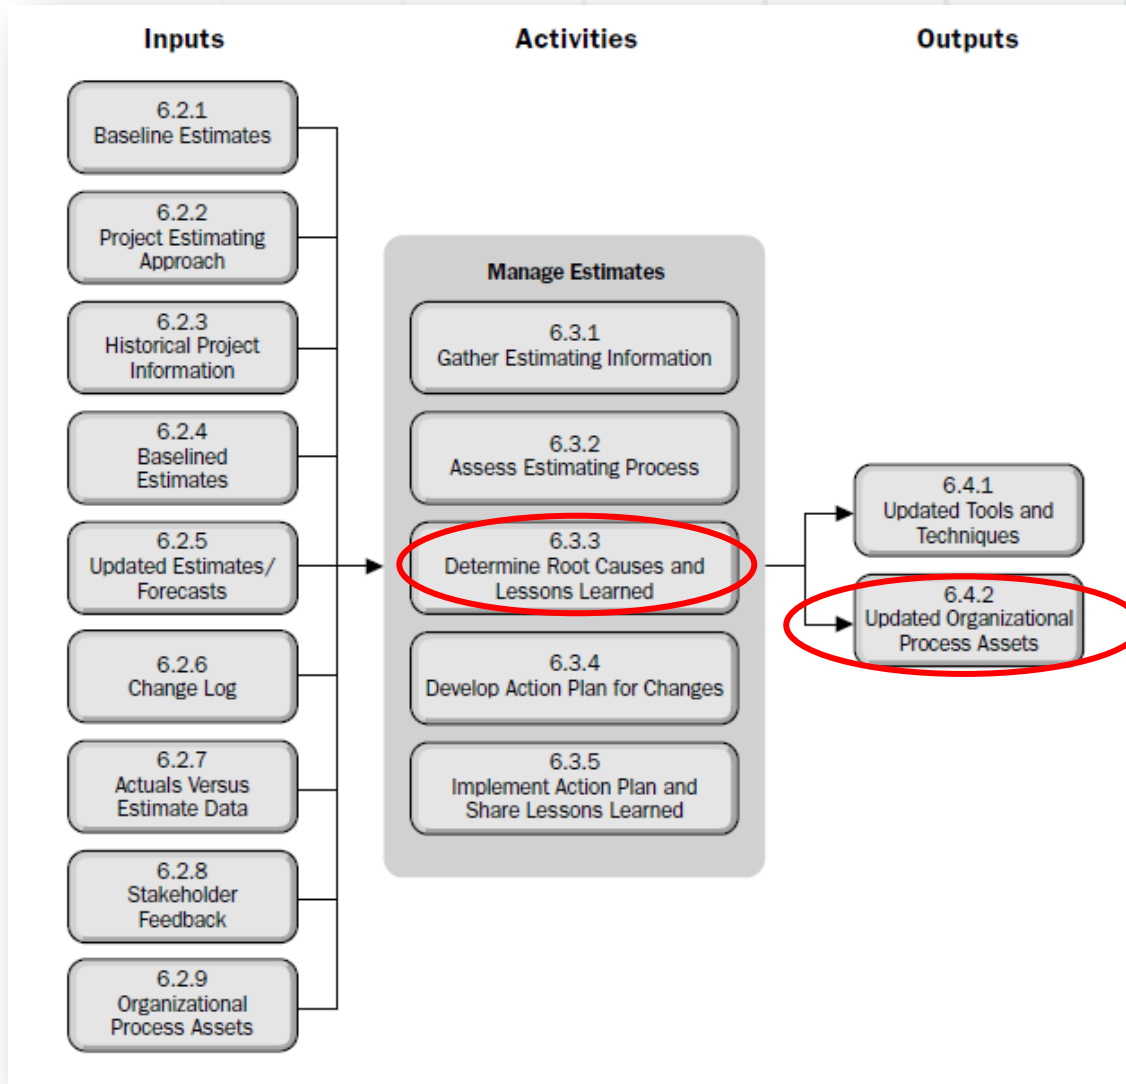 Inputs
Activities
Outputs
6.2.1
Baseline Estimates
6.2.2
Project Estimating
Approach
6.2.3
Historical Project
Information
6.2.4
Baselined
Estimates
6.2.5
Updated Estimates/
Forecasts
6.2.6
Change Log
6.2.7
Actuals Versus
Estimate Data
6.2.8
Stakeholder
Feedback
6.2.9
Organizational
Process Assets
Manage Estimates
6.3.1
Gather Estimating Information
6.3.2
Assess Estimating Process
6.3.3
Determine Root Causes and
Lessons Learned
6.3.4
Develop Action Plan for Changes
6.3.5
Implement Action Plan and
Share Lessons Learned
6.4.1
Updated Tools and
Techniques
6.4.2
Updated Organizational
Process Assets